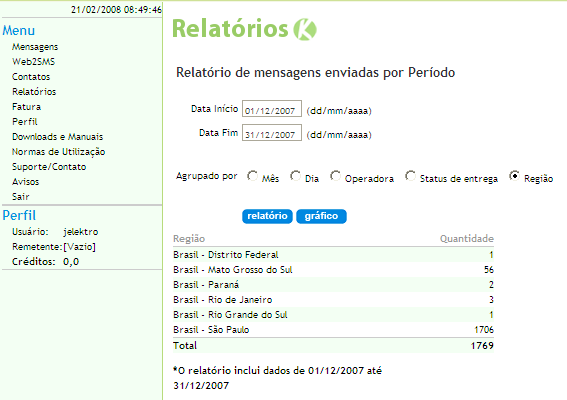 21/02/2008 08:49:46
Menu
Mensagens
Web2SMS
Contatos
Relatórios
Fatura
Perfil
Downloads e Manuais
Normas de Utilização
Suporte/Contato
Avisos
Sair
Perfil
Usuário: jelektro
Remetente:[Vazio]
Créditos: 0,0
Relatórios K
Relatório de mensagens enviadas por Período
Data Início 01/12/2007 (dd/mm/aaaa)
Data Fim 31/12/2007 (dd/mm/aaaa)
Agrupado por Mês Dia Operadora Status de entrega Região
relatório gráfico
Região Quantidade
Brasil - Distrito Federal 1
Brasil - Mato Grosso do Sul 56
Brasil - Paraná 2
Brasil - Rio de Janeiro 3
Brasil - Rio Grande do Sul 1
Brasil - São Paulo 1706
Total 1769
*O relatório inclui dados de 01/12/2007 até
31/12/2007